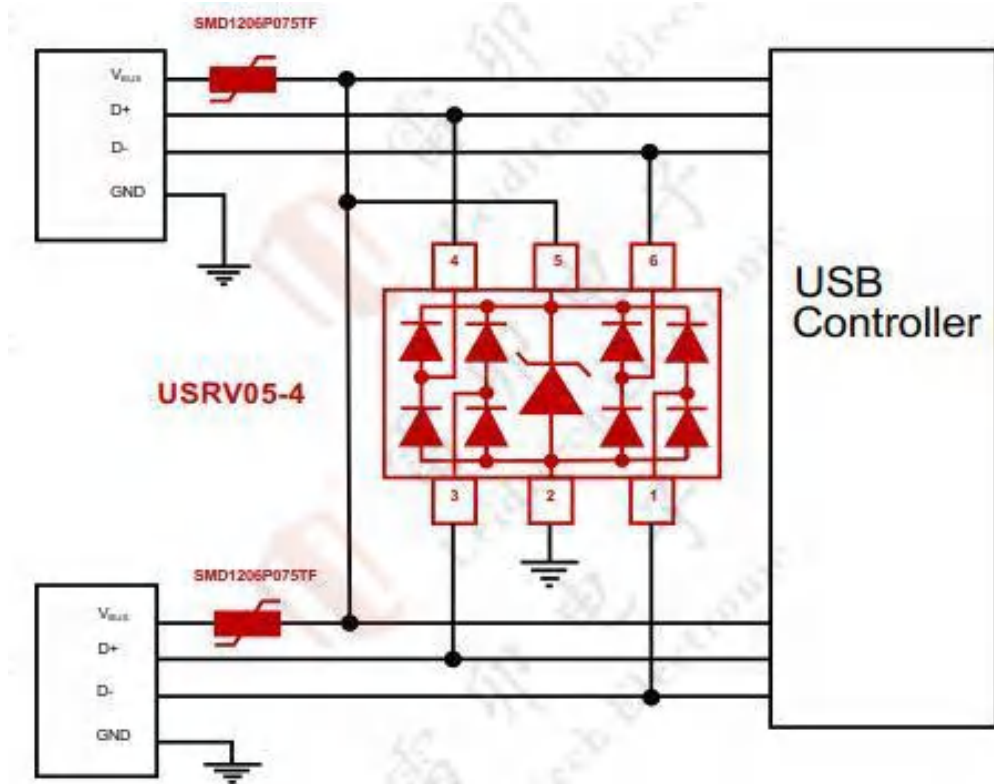 SMD1206P075TF
VBUS
D+
D-
GND
4
5
6
USB
Controller
USRV05-4
3
2
1
SMD1206P075TF
VBUS
D+
D-
GND